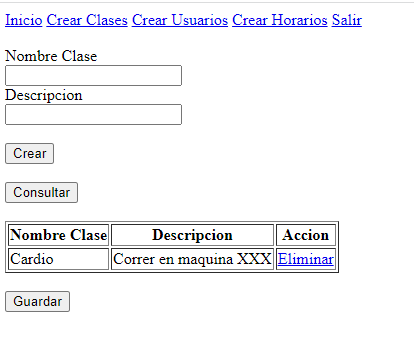 Inicio Crear Clases Crear Usuarios Crear Horarios Salir
Nombre Clase
Descripcion
Crear
Consultar
Nombre Clase Descripcion Accion
Cardio Correr en maquina XXX Eliminar
Guardar